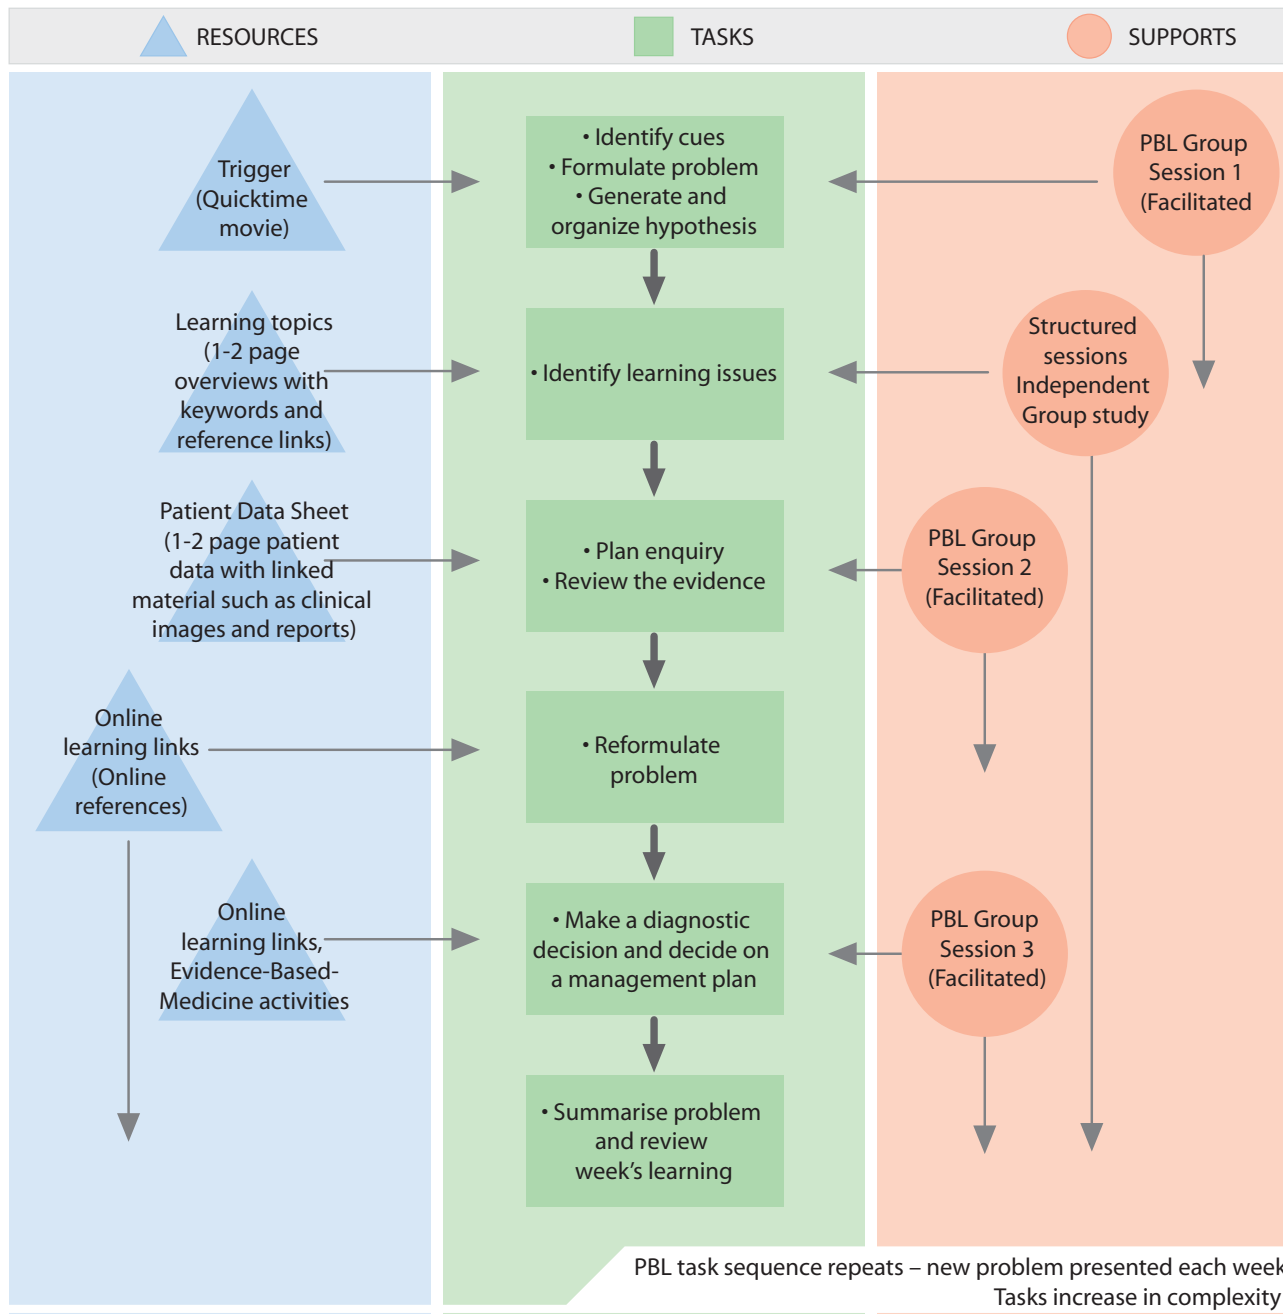 RESOURCES
TASKS
SUPPORTS
Trigger
(Quicktime
movie)
• Identify cues
• Formulate problem
• Generate and
organize hypothesis
PBL Group
Session 1
(Facilitated
Learning topics
(1-2 page
overviews with
keywords and
reference links)
• Identify learning issues
Structured
sessions
Independent
Group study
Patient Data Sheet
(1-2 page patient
data with linked
material such as clinical
images and reports)
• Plan enquiry
• Review the evidence
PBL Group
Session 2
(Facilitated)
Online
learning links
(Online
references)
• Reformulate
problem
Online
learning links,
Evidence-Based-
Medicine activities
• Make a diagnostic
decision and decide on
a management plan
PBL Group
Session 3
(Facilitated)
• Summarise problem
and review
week's learning
PBL task sequence repeats – new problem presented each week
Tasks increase in complexity